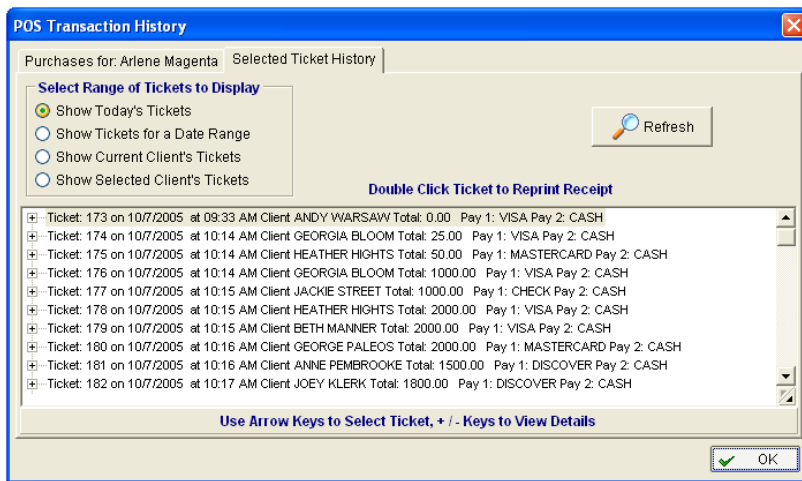 POS Transaction History
Purchases for: Arlene Magenta
Selected Ticket History
Select Range of Tickets to Display
Show Today's Tickets
Show Tickets for a Date Range
Show Current Client's Tickets
Show Selected Client's Tickets
Refresh
Double Click Ticket to Reprint Receipt
Ticket: 173 on 10/7/2005 at 09:33 AM Client ANDY WARSAW Total: 0.00 Pay 1: VISA Pay 2: CASH
Ticket: 174 on 10/7/2005 at 10:14 AM Client GEORGIA BLOOM Total: 25.00 Pay 1: VISA Pay 2: CASH
Ticket: 175 on 10/7/2005 at 10:14 AM Client HEATHER HIGHTS Total: 50.00 Pay 1: MASTERCARD Pay 2: CASH
Ticket: 176 on 10/7/2005 at 10:14 AM Client GEORGIA BLOOM Total: 1000.00 Pay 1: VISA Pay 2: CASH
Ticket: 177 on 10/7/2005 at 10:15 AM Client JACKIE STREET Total: 1000.00 Pay 1: CHECK Pay 2: CASH
Ticket: 178 on 10/7/2005 at 10:15 AM Client HEATHER HIGHTS Total: 2000.00 Pay 1: VISA Pay 2: CASH
Ticket: 179 on 10/7/2005 at 10:15 AM Client BETH MANNER Total: 2000.00 Pay 1: VISA Pay 2: CASH
Ticket: 180 on 10/7/2005 at 10:16 AM Client GEORGE PALEOS Total: 2000.00 Pay 1: MASTERCARD Pay 2: CASH
Ticket: 181 on 10/7/2005 at 10:16 AM Client ANNE PEMBROOKE Total: 1500.00 Pay 1: DISCOVER Pay 2: CASH
Ticket: 182 on 10/7/2005 at 10:17 AM Client JOEY KLERK Total: 1800.00 Pay 1: DISCOVER Pay 2: CASH
Use Arrow Keys to Select Ticket, + / - Keys to View Details
OK